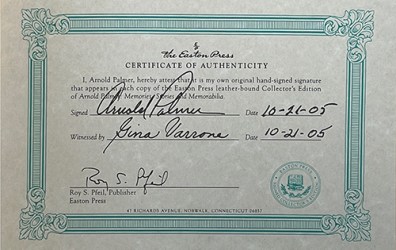 The Easton Press
CERTIFICATE OF AUTHENTICITY
I, Arnold Palmer, hereby attest that it is my own original hand-signed signature
that appears in each copy of the Easton Press leather-bound Collector's Edition
of Arnold Palmer: Memories, Stories and Memorabilia.
Signed Arnold Palmer Date 10-21-05
Witnessed by Gina Varrone Date 10-21-05
Roy S. Pfeil
Roy S. Pfeil, Publisher
Easton Press
EASTON PRESS
47 RICHARDS AVENUE, NORWALK, CONNECTICUT 06857